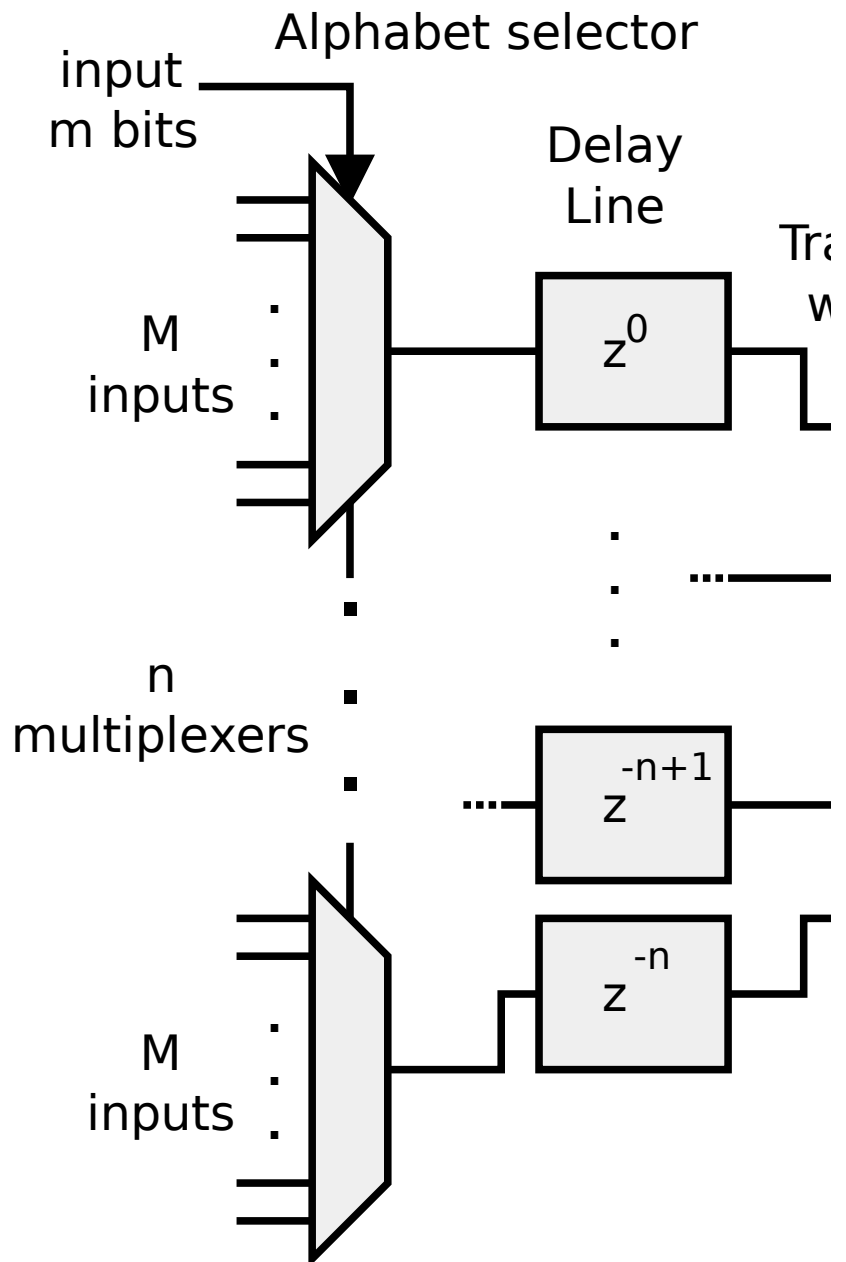 Alphabet selector
input
m bits
Delay
Line
M
inputs
z0
n
multiplexers
z-n+1
z-n
M
inputs